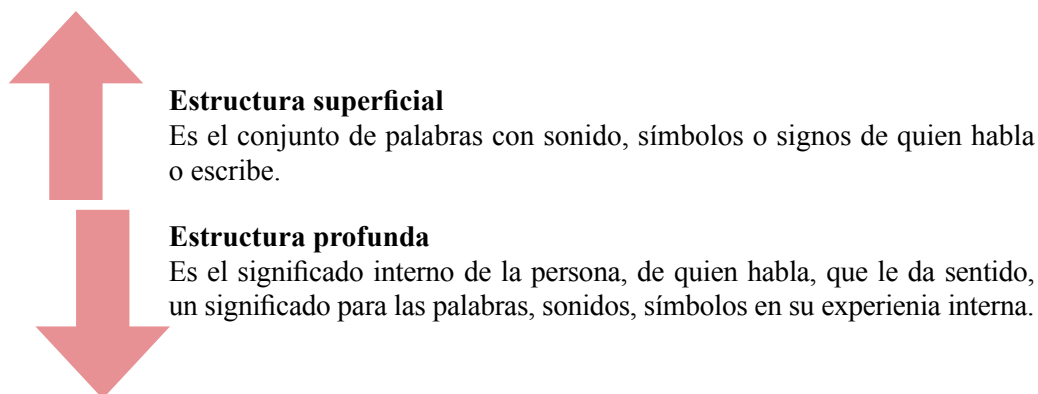 Estructura superficial
Es el conjunto de palabras con sonido, símbolos o signos de quien habla
o escribe.
Estructura profunda
Es el significado interno de la persona, de quien habla, que le da sentido,
un significado para las palabras, sonidos, símbolos en su experienia interna.